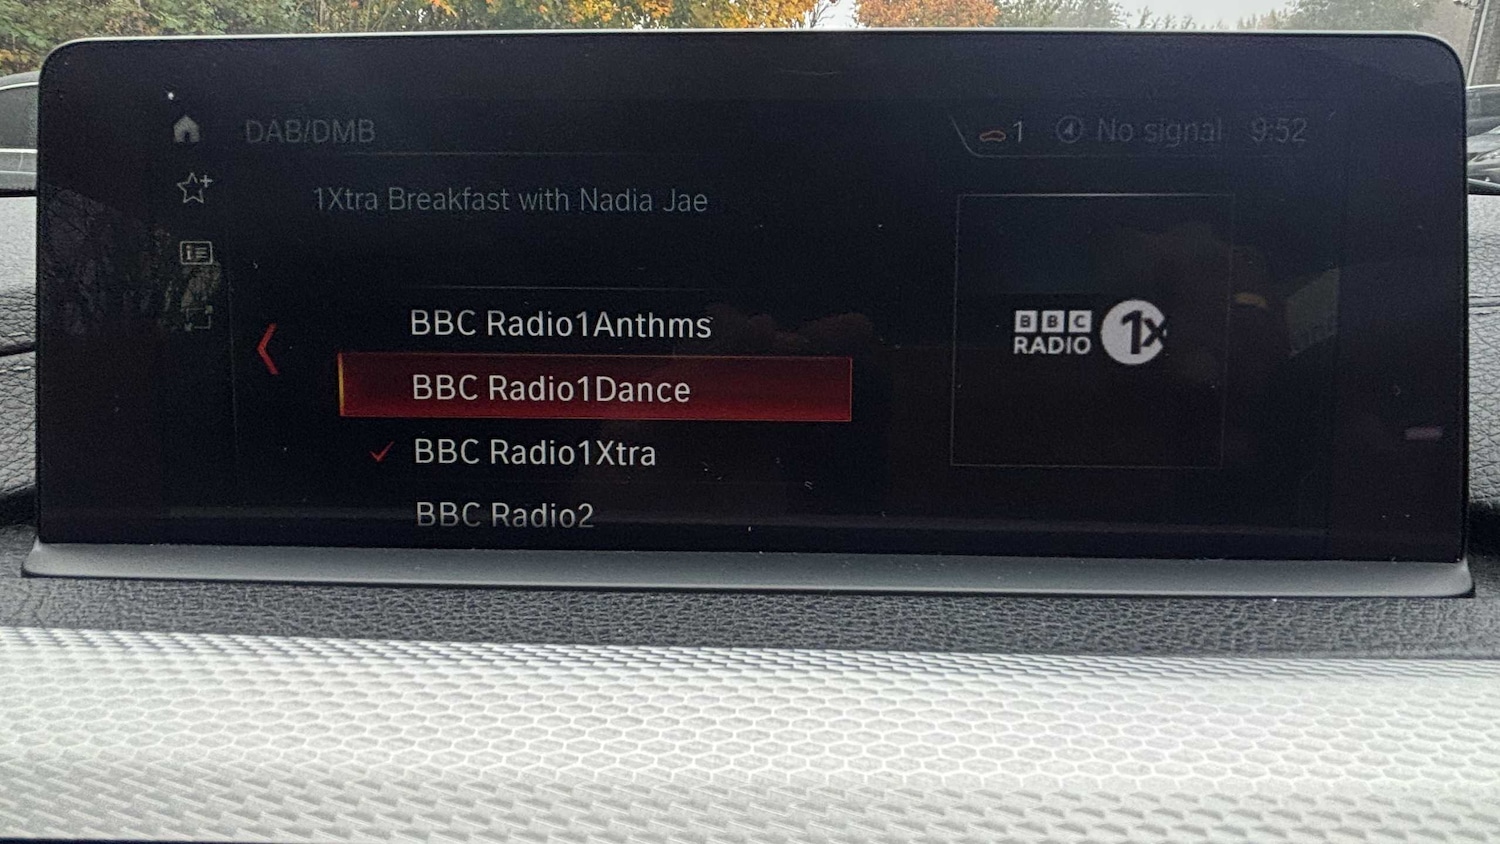 DAB/DMB
1 No signal 9:52
1Xtra Breakfast with Nadia Jae
BBC Radio1Anthms
BBC Radio1Dance
BBC Radio1Xtra
BBC Radio2
BBC
RADIO 1X